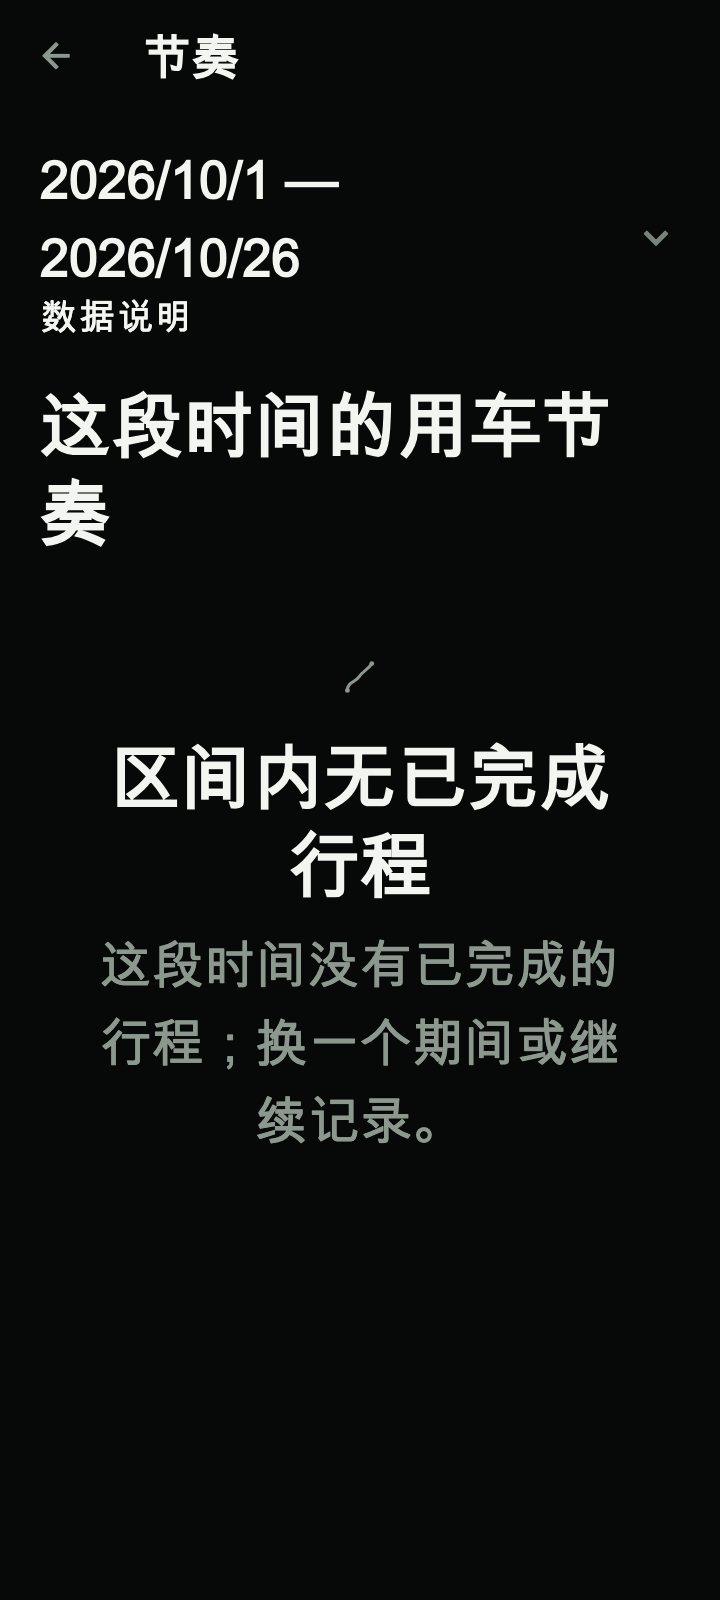 节奏
2026/10/1 —
2026/10/26
数据说明
这段时间的用车节
奏
区间内无已完成
行程
这段时间没有已完成的
行程；换一个期间或继
续记录。